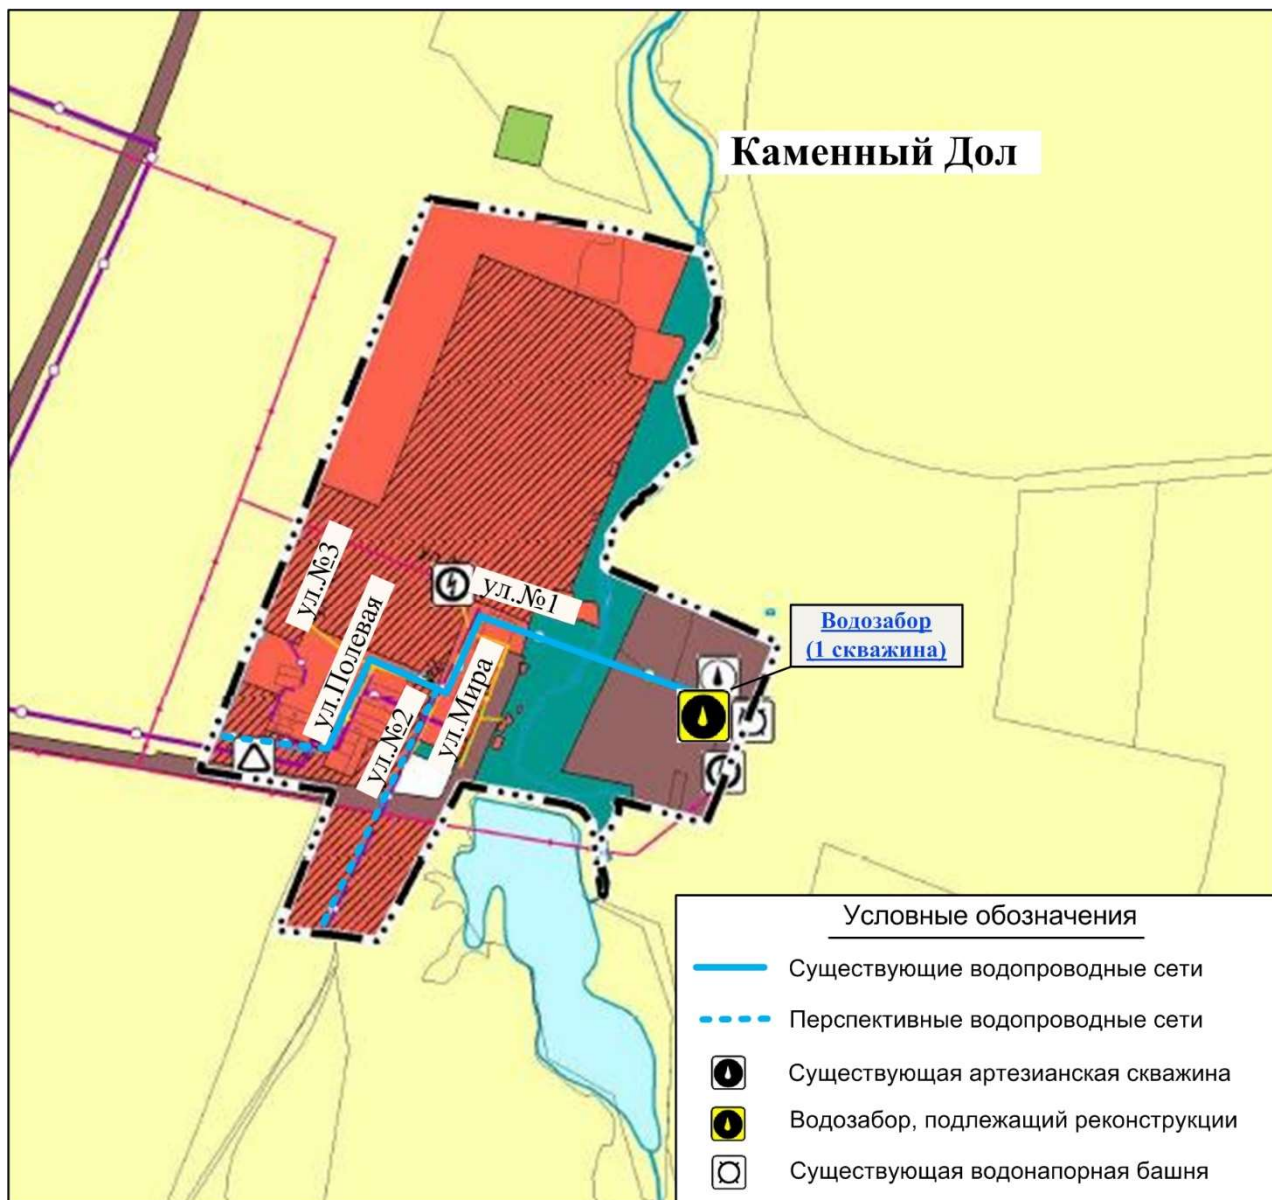 Каменный Дол
ул.№3
ул.Полевая
ул.№1
ул.№2
ул.Мира
Водозабор
(1 скважина)
Условные обозначения
Существующие водопроводные сети
Перспективные водопроводные сети
Существующая артезианская скважина
Водозабор, подлежащий реконструкции
Существующая водонапорная башня